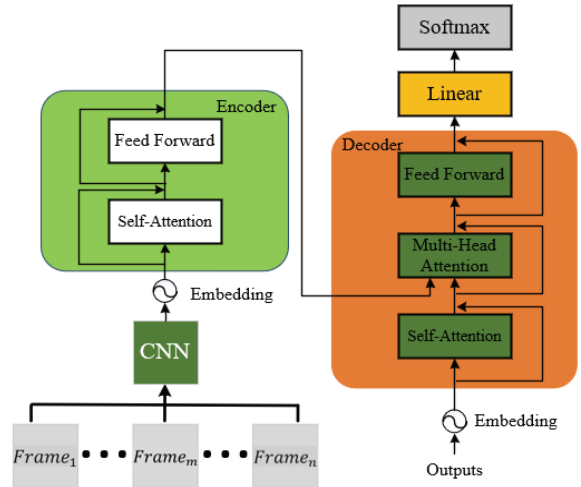 Softmax
Linear
Encoder
Feed Forward
Self-Attention
Embedding
CNN
Frame₁
Frameₘ
Frameₙ
Decoder
Feed Forward
Multi-Head
Attention
Self-Attention
Embedding
Outputs